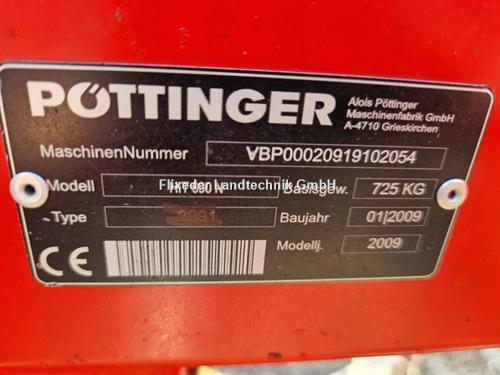 PÖTTINGER
Alois Pöttinger
Maschinenfabrik GmbH
A-4710 Grieskirchen
MaschinenNummer VBP00020919102054
Modell Basisgew. 725 KG
Flixeder Landtechnik GmbH
Type 2091 Baujahr 01|2009
Modellj. 2009
CE